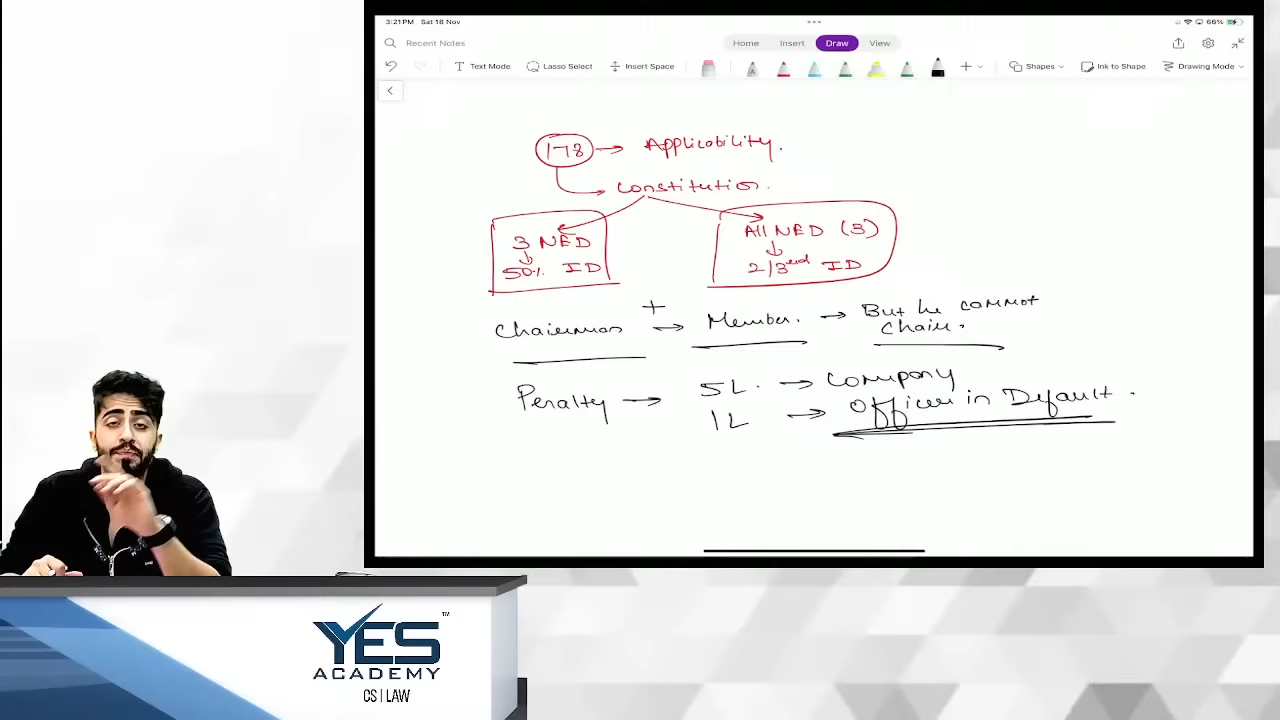 3:21 PM Sat 18 Nov
66%
Recent Notes
Home Insert Draw View
Text Mode Lasso Select Insert Space Shapes Ink to Shape Drawing Mode
178 → Applicability.
→ Constitution.
3 NED
50% ID
All NED (3)
2/3rd ID
+
Chairman → Member. → But he cannot
Chair.
Penalty → 5L. → Company
1L → Officer in Default.
YES™
ACADEMY
CS | LAW